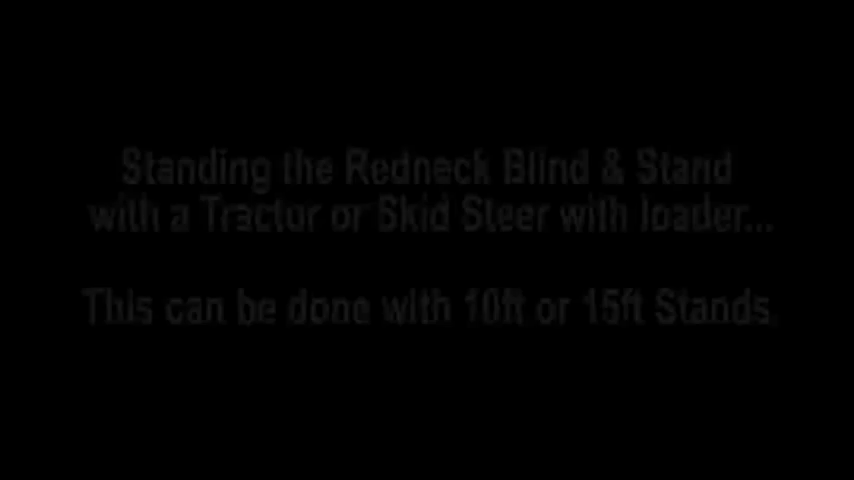 Standing the Redneck Blind & Stand
with a Tractor or Skid Steer with loader...
This can be done with 10ft or 15ft Stands.